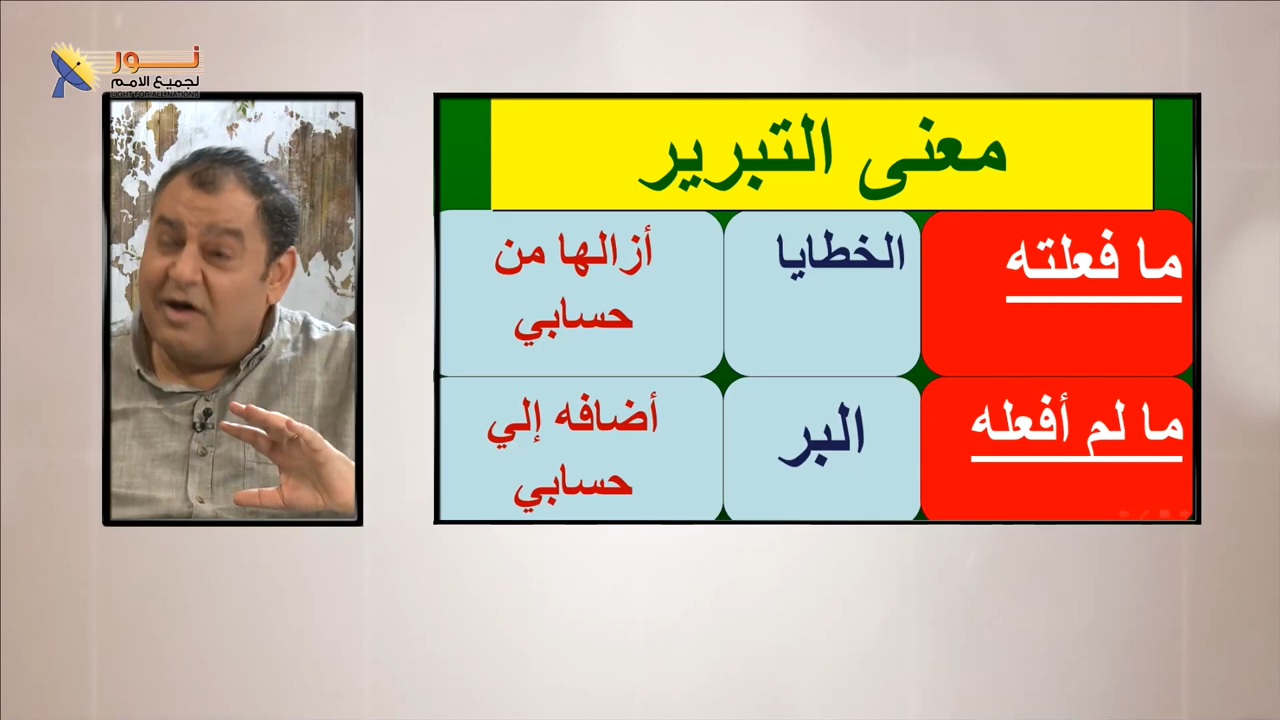 نور
لجميع الامم
LIGHT FOR ALL NATIONS
معنى التبرير
ما فعلته
الخطايا
أزالها من
حسابي
ما لم أفعله
البر
أضافه إلي
حسابي